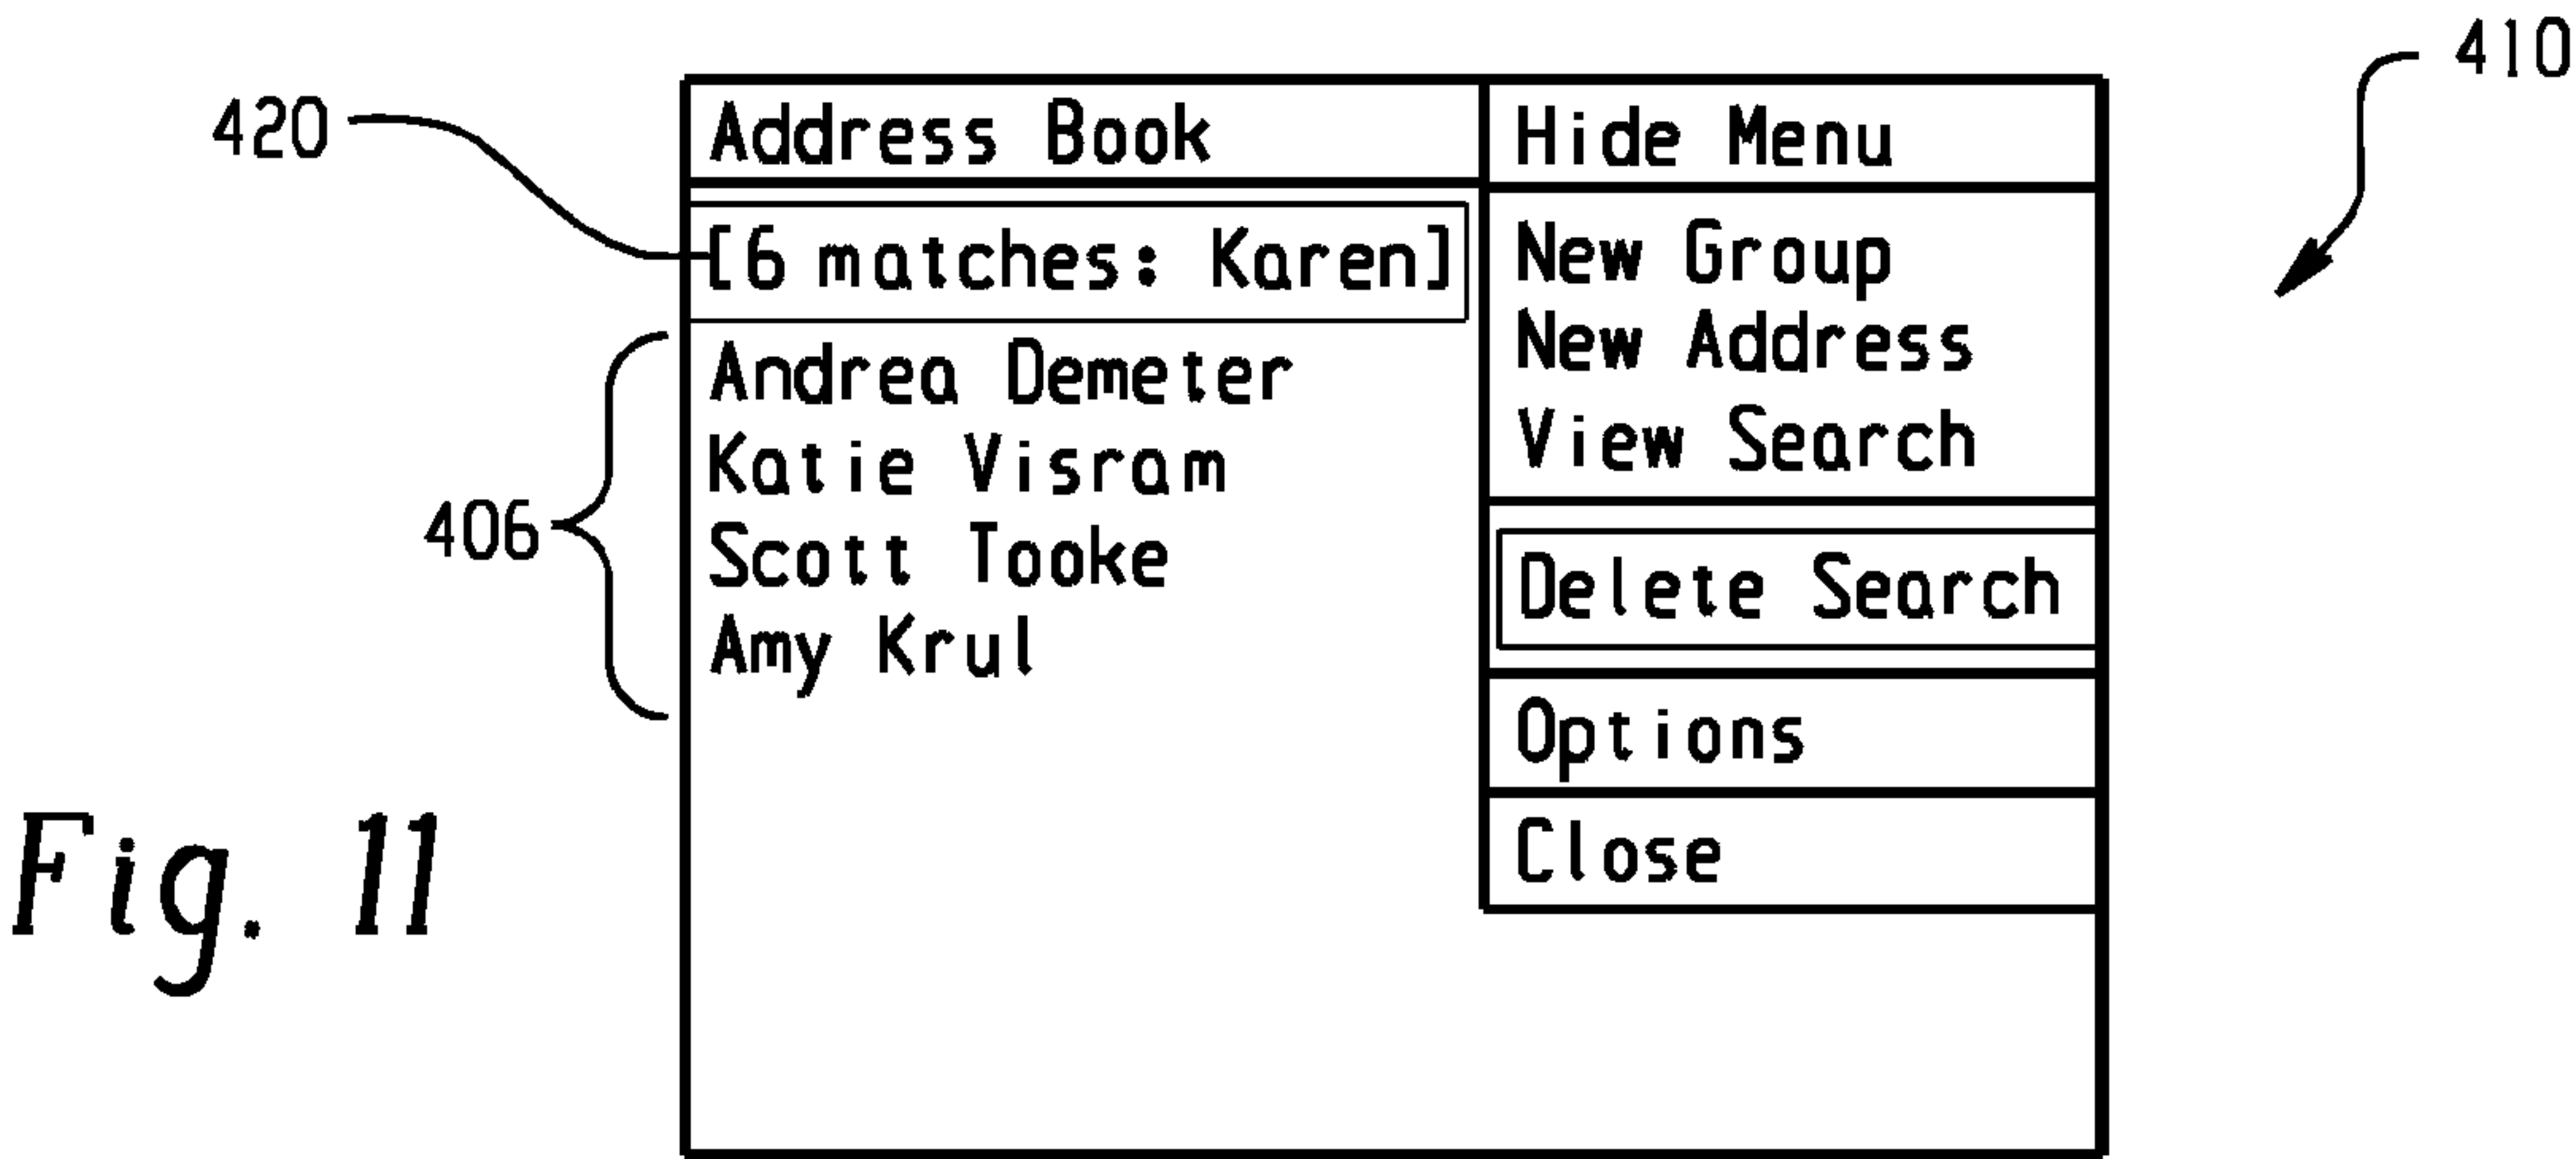 410
420
Address Book
Hide Menu
[6 matches: Karen]
New Group
New Address
View Search
406
Andrea Demeter
Katie Visram
Scott Tooke
Amy Krul
Delete Search
Options
Close
Fig. 11